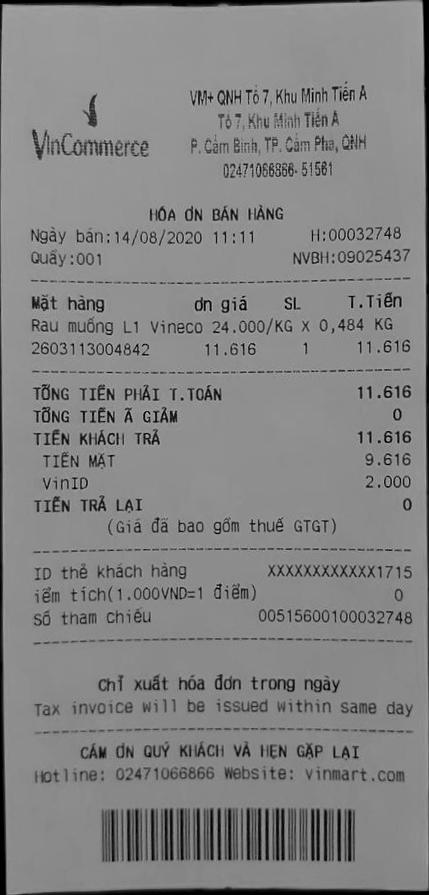 VinCommerce
VM+ QNH Tổ 7, Khu Minh Tiến A
Tổ 7, Khu Minh Tiến A
P. Cẩm Bình, TP. Cẩm Phả, QNH
02471066866-51561
HÓA ƠN BÁN HÀNG
Ngày bán:14/08/2020 11:11 H:00032748
Quầy:001 NVBH:09025437
Mặt hàng ơn giá SL T.Tiền
Rau muống L1 Vineco 24.000/KG X 0,484 KG
2603113004842 11.616 1 11.616
TỔNG TIỀN PHẢI T.TOÁN 11.616
TỔNG TIỀN Ã GIẢM 0
TIỀN KHÁCH TRẢ 11.616
TIỀN MẶT 9.616
VinID 2.000
TIỀN TRẢ LẠI 0
(Giá đã bao gồm thuế GTGT)
ID thẻ khách hàng XXXXXXXXXXXX1715
iểm tích(1.000VND=1 điểm) 0
Số tham chiếu 00515600100032748
Chỉ xuất hóa đơn trong ngày
Tax invoice will be issued within same day
CẢM ƠN QUÝ KHÁCH VÀ HẸN GẶP LẠI
Hotline: 02471066866 Website: vinmart.com